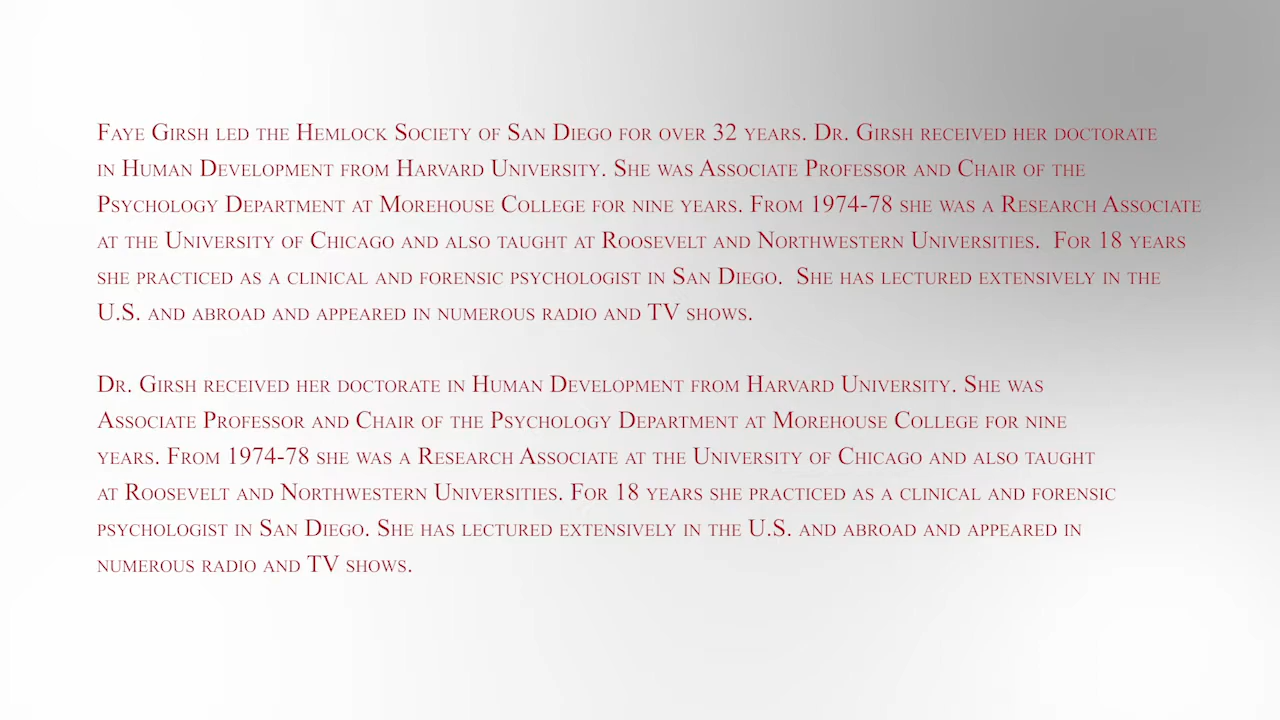 Faye Girsh led the Hemlock Society of San Diego for over 32 years. Dr. Girsh received her doctorate
in Human Development from Harvard University. She was Associate Professor and Chair of the
Psychology Department at Morehouse College for nine years. From 1974-78 she was a Research Associate
at the University of Chicago and also taught at Roosevelt and Northwestern Universities.  For 18 years
she practiced as a clinical and forensic psychologist in San Diego.  She has lectured extensively in the
U.S. and abroad and appeared in numerous radio and TV shows.

Dr. Girsh received her doctorate in Human Development from Harvard University. She was
Associate Professor and Chair of the Psychology Department at Morehouse College for nine
years. From 1974-78 she was a Research Associate at the University of Chicago and also taught
at Roosevelt and Northwestern Universities. For 18 years she practiced as a clinical and forensic
psychologist in San Diego. She has lectured extensively in the U.S. and abroad and appeared in
numerous radio and TV shows.